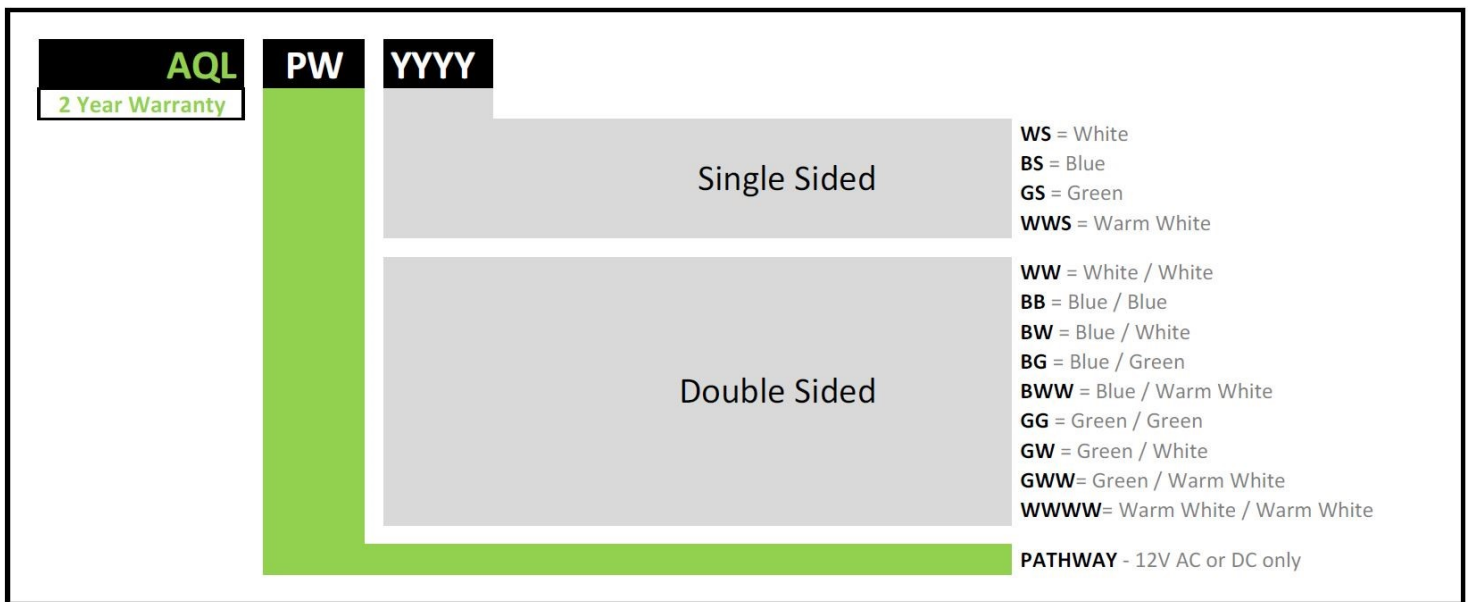 AQL PW YYYY
2 Year Warranty
Single Sided
WS = White
BS = Blue
GS = Green
WWS = Warm White
Double Sided
WW = White / White
BB = Blue / Blue
BW = Blue / White
BG = Blue / Green
BWW = Blue / Warm White
GG = Green / Green
GW = Green / White
GWW= Green / Warm White
WWWW= Warm White / Warm White
PATHWAY - 12V AC or DC only